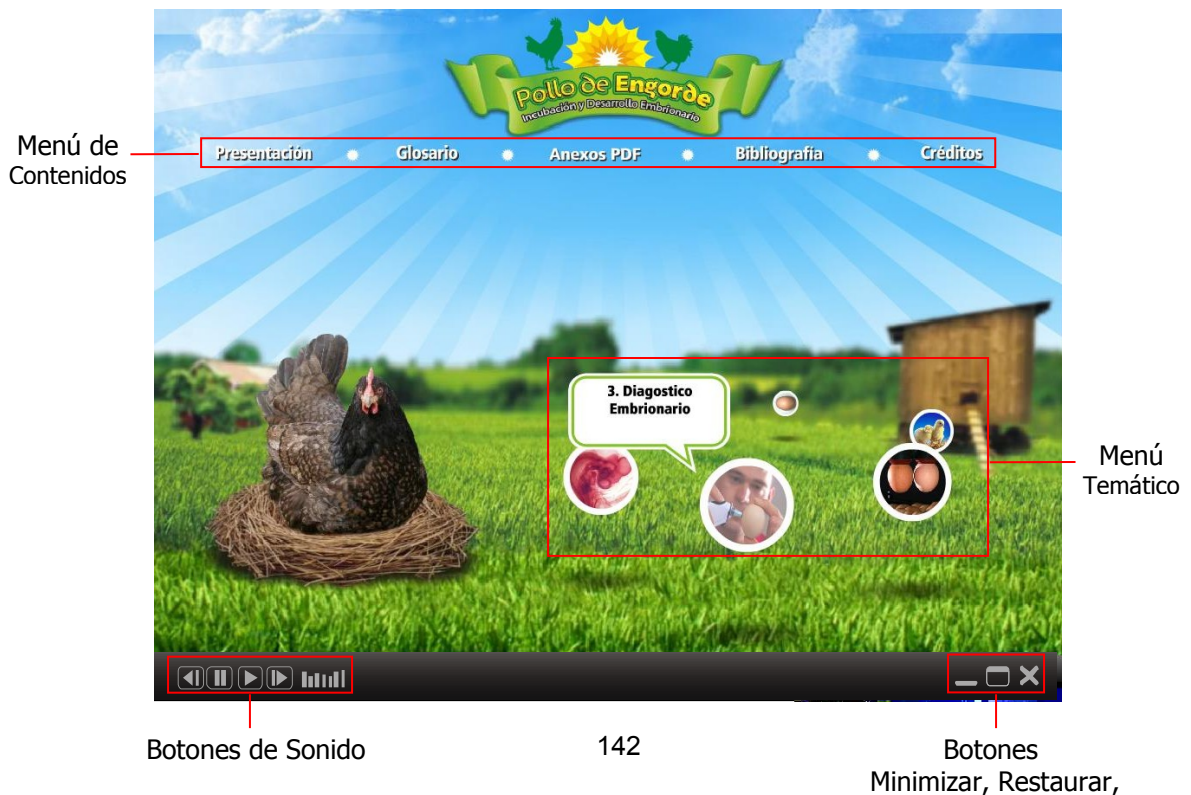 Pollo de Engorde
Incubación y Desarrollo Embrionario
Menú de
Contenidos
Presentación
Glosario
Anexos PDF
Bibliografia
Créditos
3. Diagostico
Embrionario
Menú
Temático
Botones de Sonido
142
Botones
Minimizar, Restaurar,